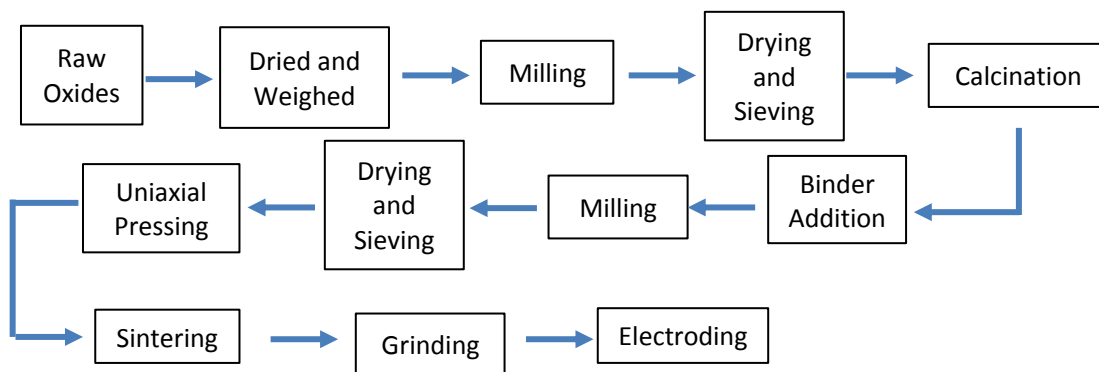 Raw
Oxides
Dried and
Weighed
Milling
Drying
and
Sieving
Calcination
Binder
Addition
Milling
Drying
and
Sieving
Uniaxial
Pressing
Sintering
Grinding
Electroding